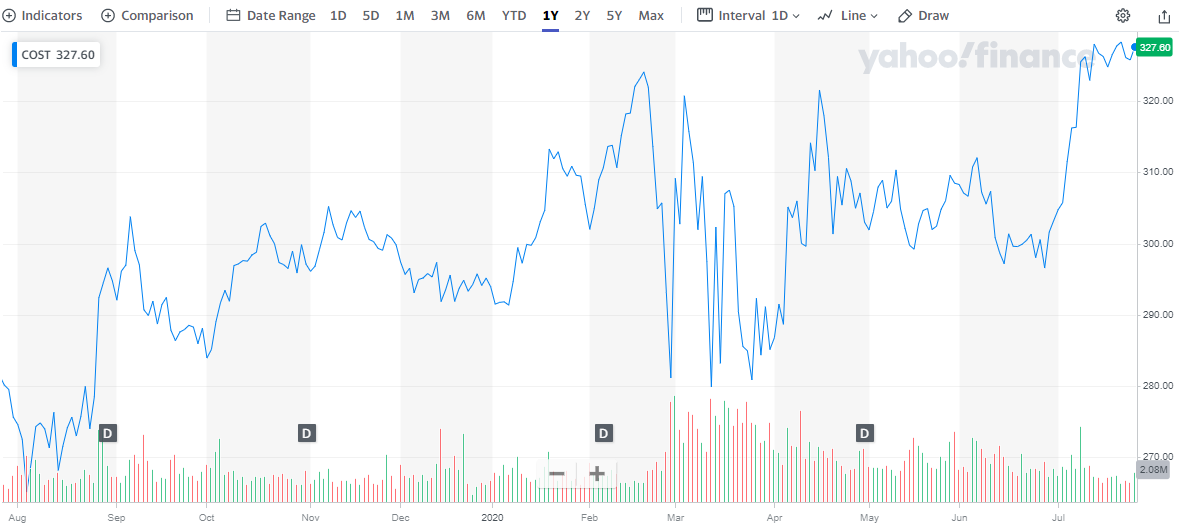 Indicators Comparison Date Range 1D 5D 1M 3M 6M YTD 1Y 2Y 5Y Max Interval 1D Line Draw
COST 327.60
yahoo!finance
327.60
320.00
310.00
300.00
290.00
280.00
D D D D
270.00
2.08M
Aug Sep Oct Nov Dec 2020 Feb Mar Apr May Jun Jul